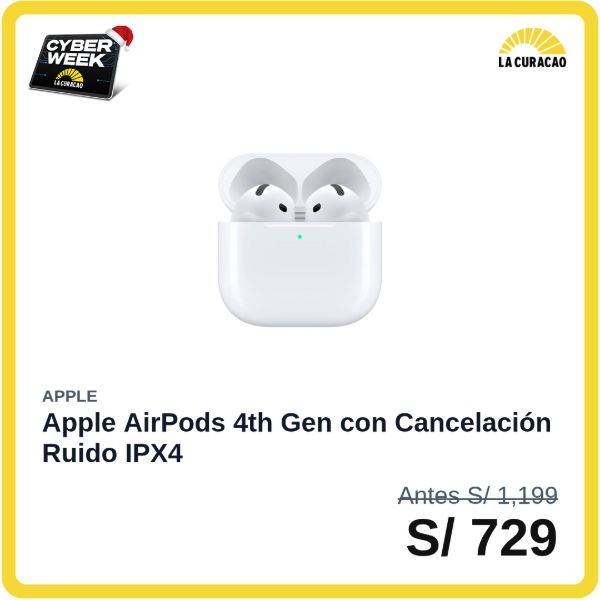 CYBER
WEEK
LA CURACAO
LA CURACAO
APPLE
Apple AirPods 4th Gen con Cancelación
Ruido IPX4
Antes S/ 1,199
S/ 729